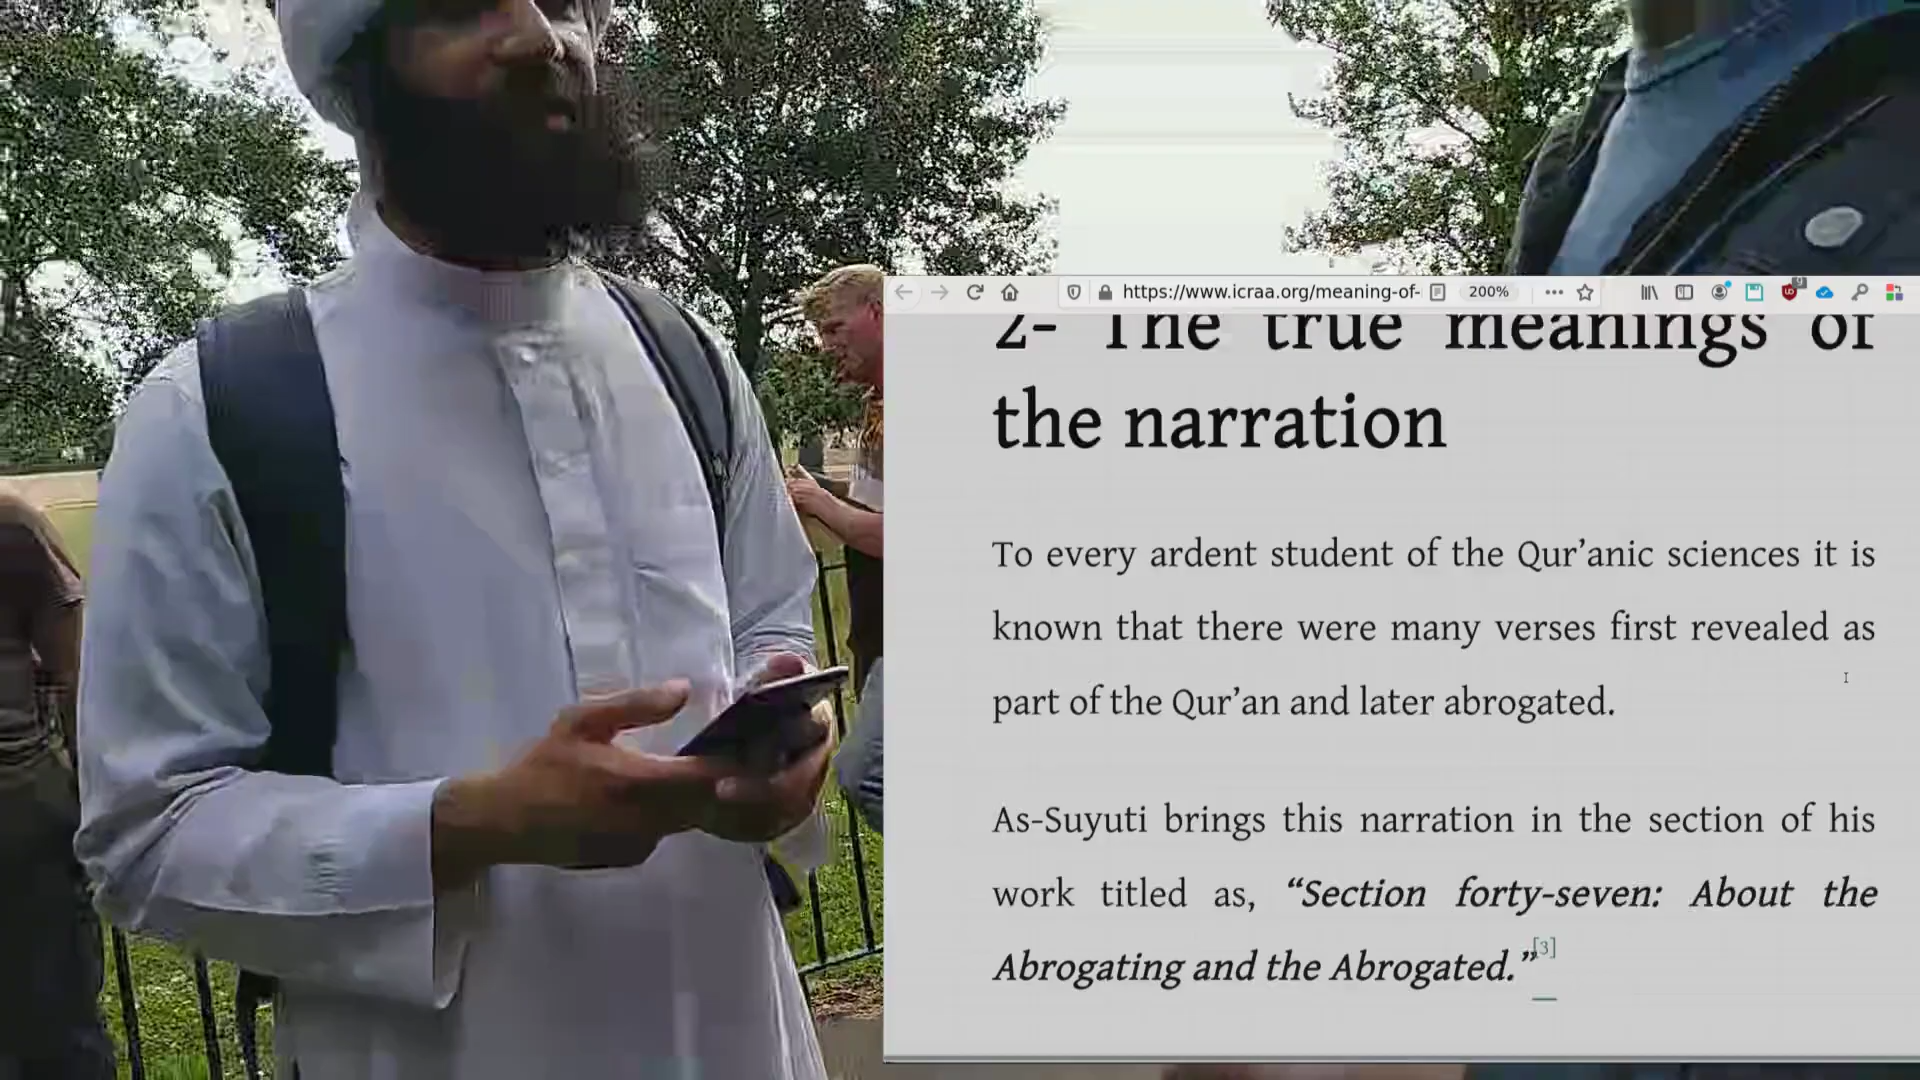 https://www.icraa.org/meaning-of-
200%
2- The true meanings of
the narration
To every ardent student of the Qur’anic sciences it is
known that there were many verses first revealed as
part of the Qur’an and later abrogated.
As-Suyuti brings this narration in the section of his
work titled as, “Section forty-seven: About the
Abrogating and the Abrogated.”[3]